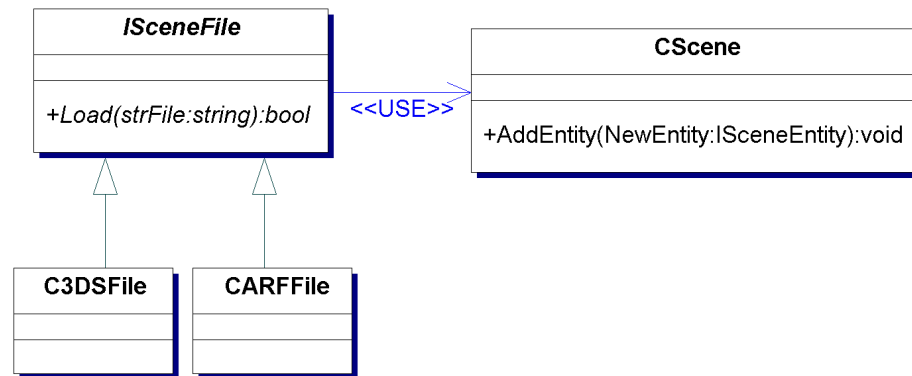 ISceneFile
+Load(strFile:string):bool
<<USE>>
CScene
+AddEntity(NewEntity:ISceneEntity):void
C3DSFile
CARFFile